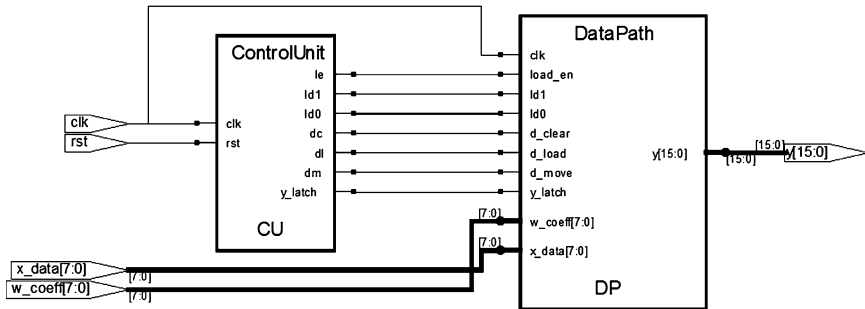 DataPath
ControlUnit
clk
le
load_en
ld1
ld1
clk
clk
ld0
ld0
rst
rst
dc
d_clear
dl
d_load
y[15:0]
[15:0]
[15:0]
y[15:0]
dm
d_move
y_latch
y_latch
CU
[7:0]
w_coeff[7:0]
[7:0]
x_data[7:0]
x_data[7:0]
[7:0]
w_coeff[7:0]
[7:0]
DP